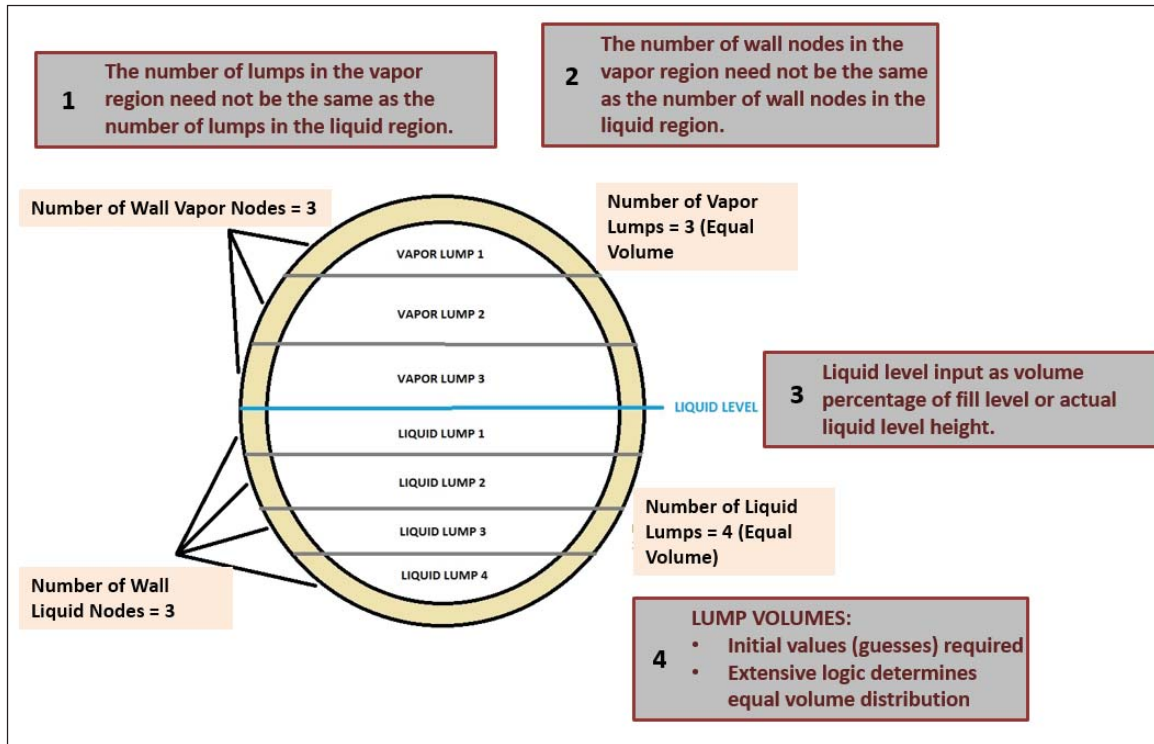 1
The number of lumps in the vapor
region need not be the same as the
number of lumps in the liquid region.
2
The number of wall nodes in the
vapor region need not be the same
as the number of wall nodes in the
liquid region.
Number of Wall Vapor Nodes = 3
Number of Vapor
Lumps = 3 (Equal
Volume
VAPOR LUMP 1
VAPOR LUMP 2
VAPOR LUMP 3
LIQUID LEVEL
3
Liquid level input as volume
percentage of fill level or actual
liquid level height.
LIQUID LUMP 1
LIQUID LUMP 2
LIQUID LUMP 3
LIQUID LUMP 4
Number of Liquid
Lumps = 4 (Equal
Volume)
Number of Wall
Liquid Nodes = 3
4
LUMP VOLUMES:
• Initial values (guesses) required
• Extensive logic determines
equal volume distribution